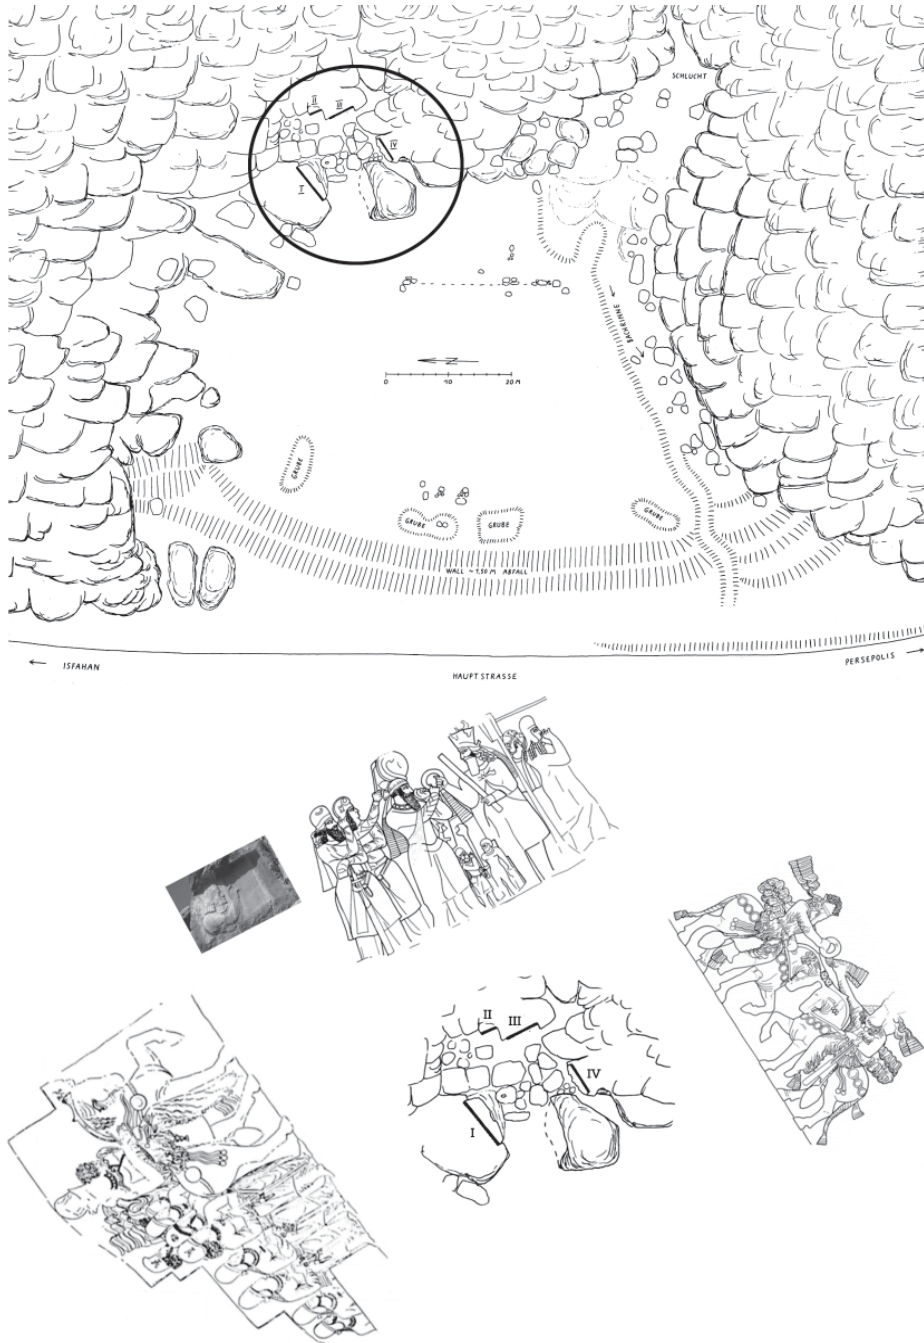 SCHLUCHT
II
III
IV
I
BACHRINNE
Z
0 10 20 M
GRUBE
GRUBE
GRUBE
GRUBE
WALL ~ 1,50 M ABFALL
ISFAHAN
PERSEPOLIS
HAUPTSTRASSE
II
III
IV
I